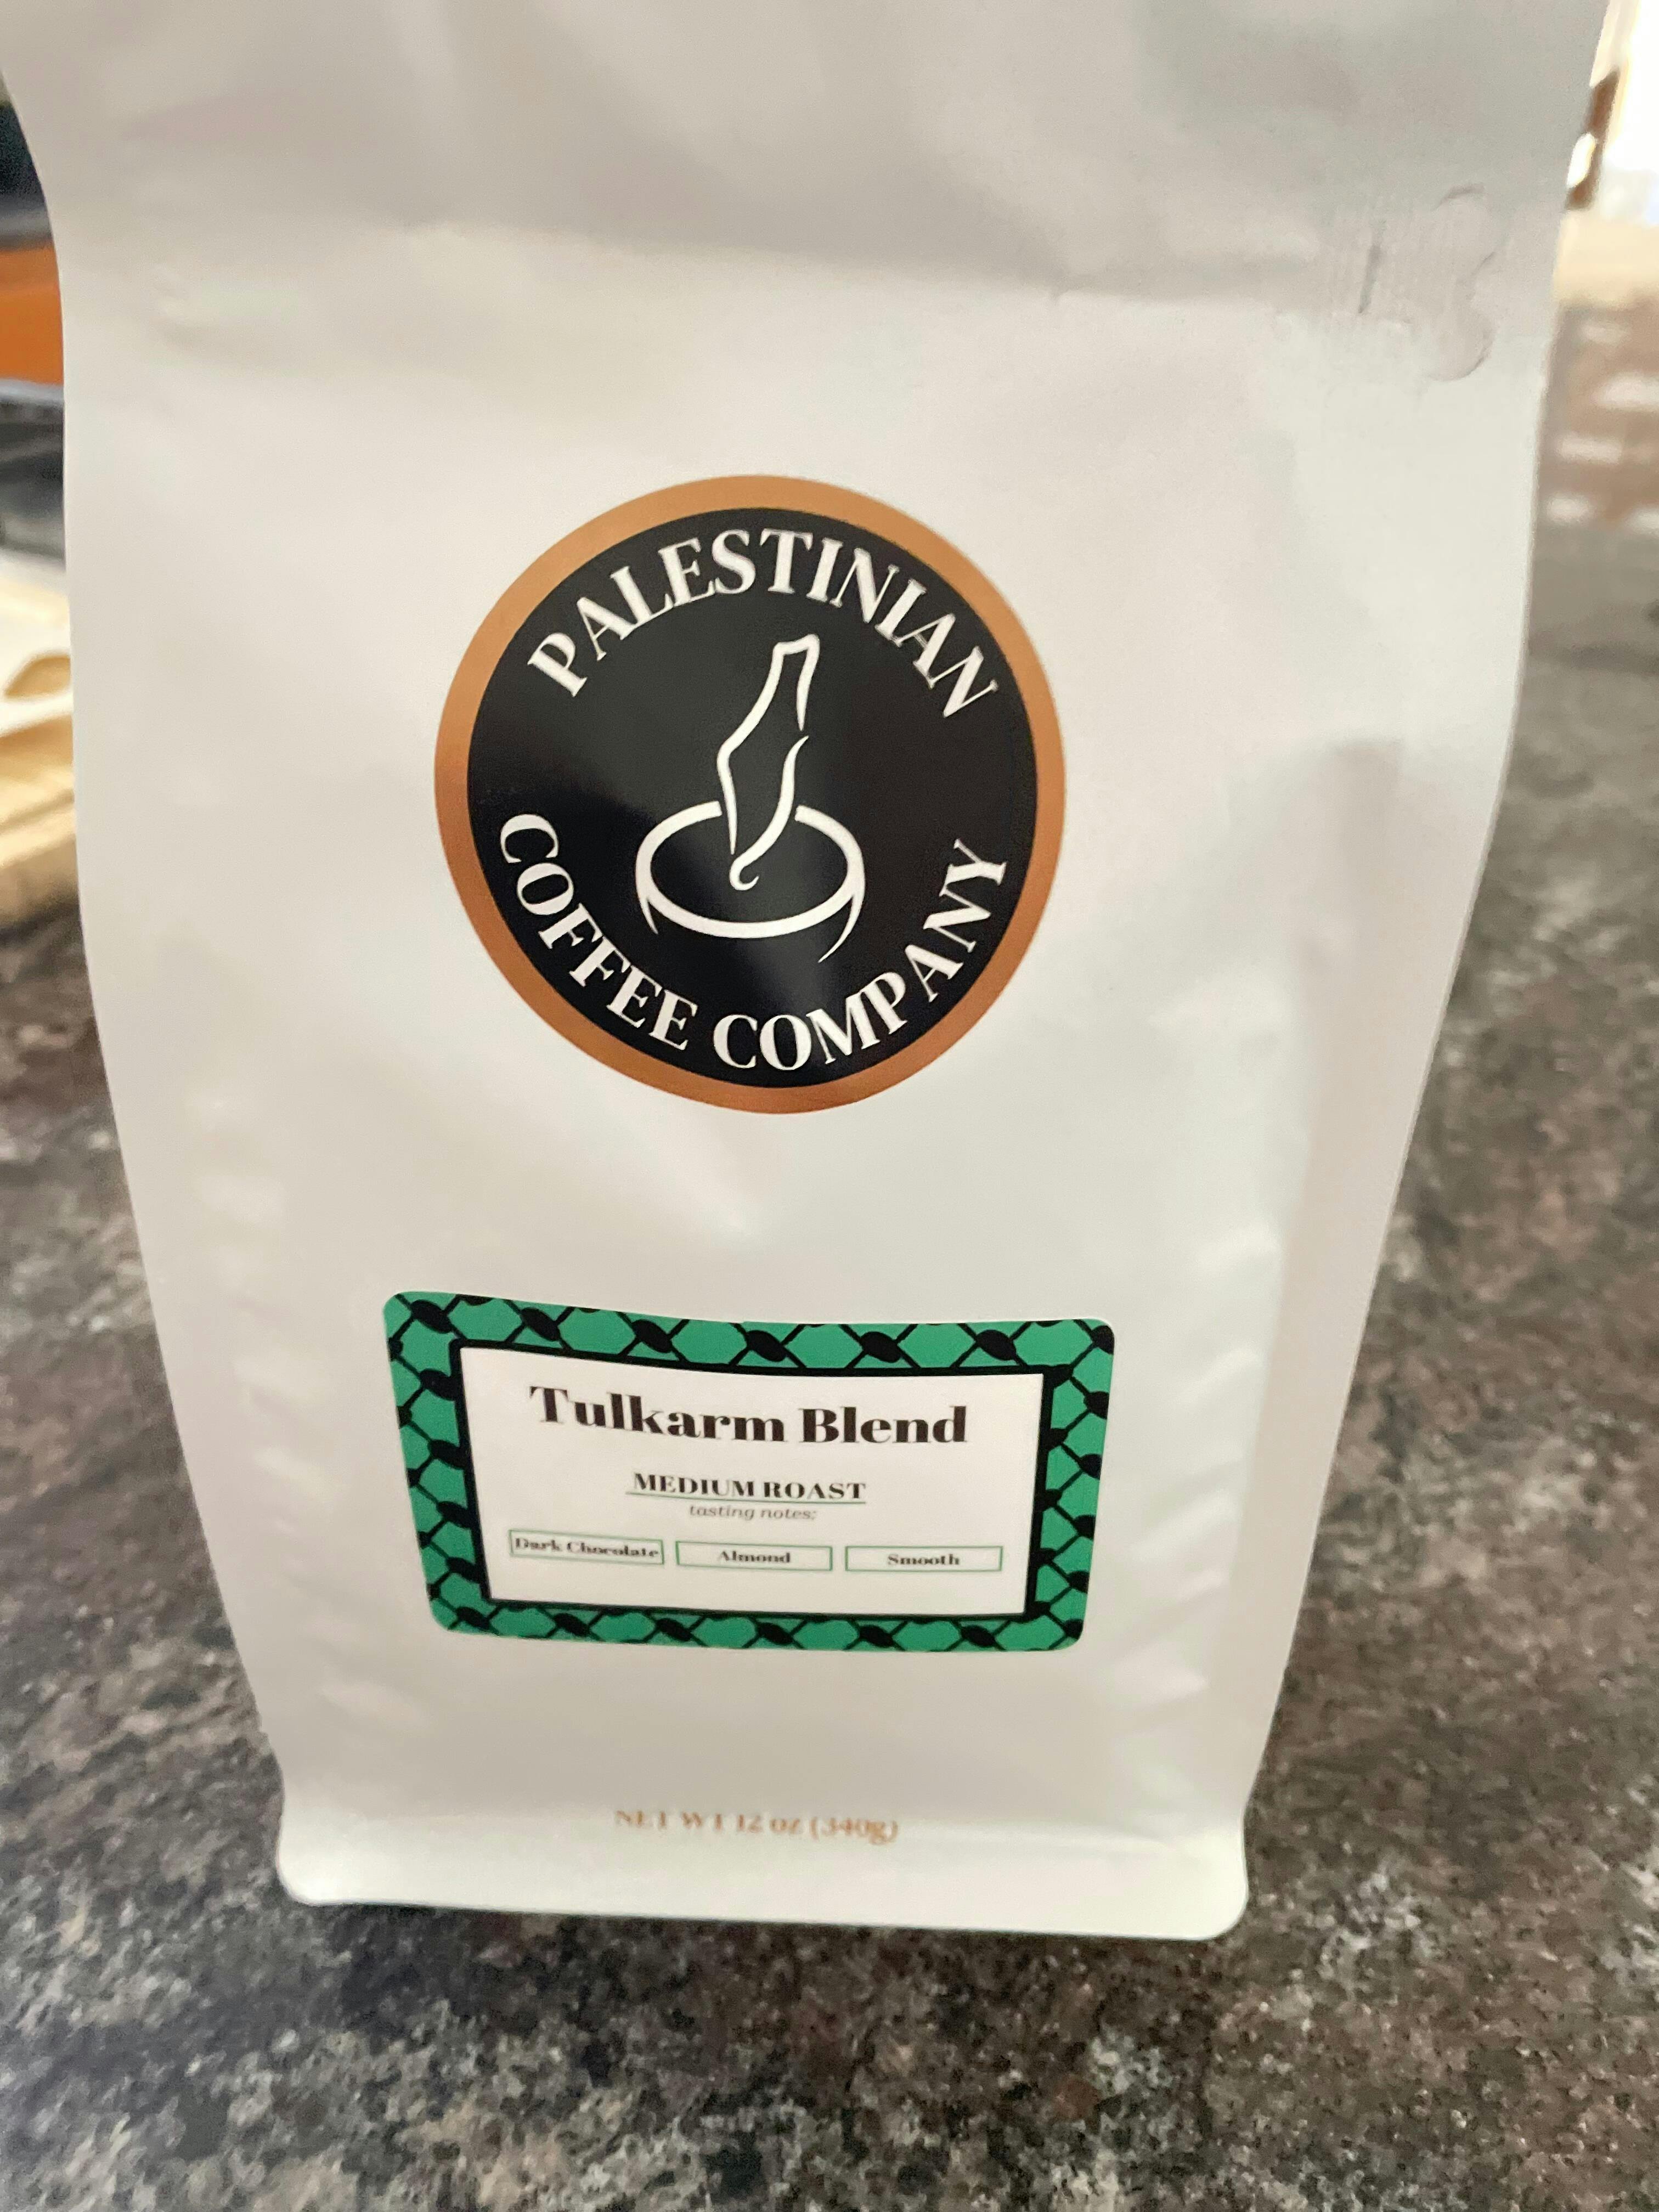 PALESTINIAN
COFFEE COMPANY
Tulkarm Blend
MEDIUM ROAST
tasting notes:
Dark Chocolate Almond Smooth
NET WT 12 oz (340g)